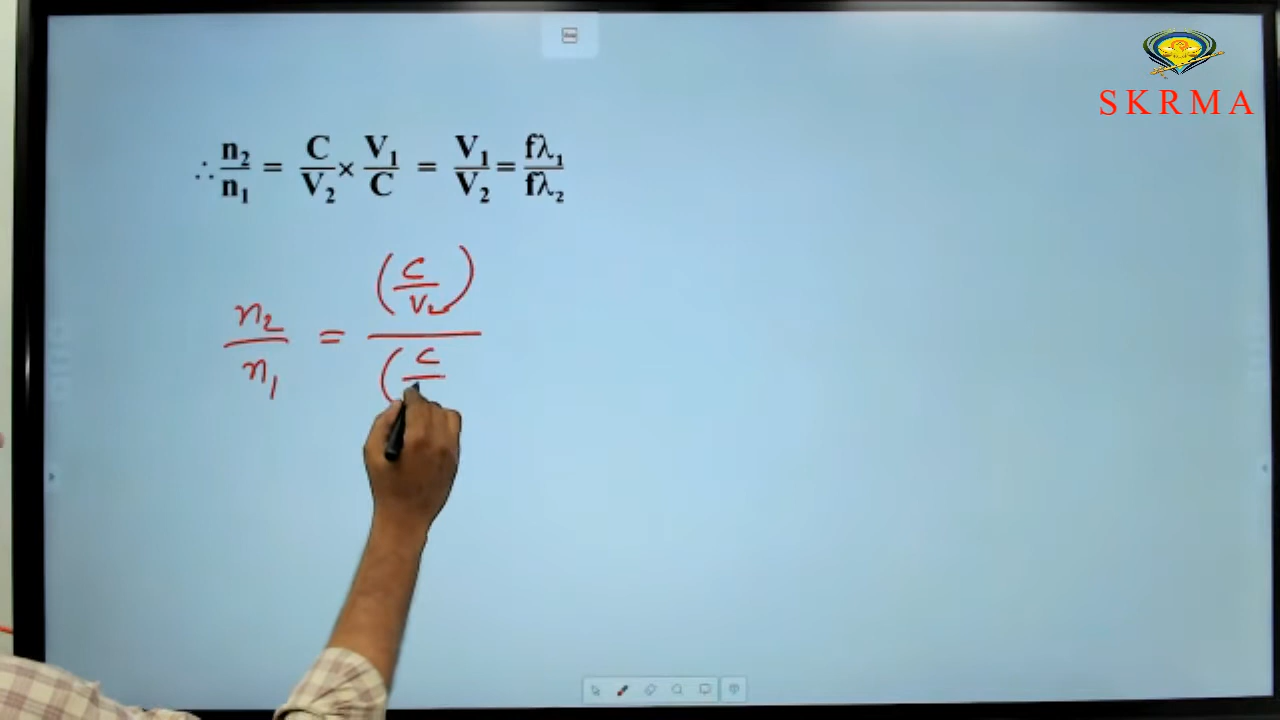 SKRMA
∴ n₂/n₁ = C/V₂ × V₁/C = V₁/V₂ = fλ₁/fλ₂
n₂/n₁ = (C/V₂)/(C/